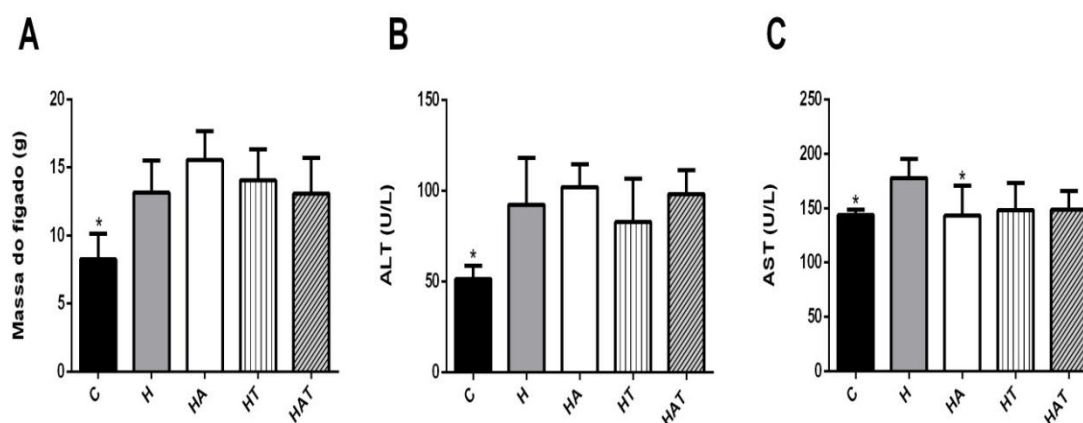 A
Massa do fígado (g)
20
15
10
5
0
*
C
H
HA
HT
HAT
B
ALT (U/L)
150
100
50
0
*
C
H
HA
HT
HAT
C
AST (U/L)
250
200
150
100
50
0
*
*
C
H
HA
HT
HAT